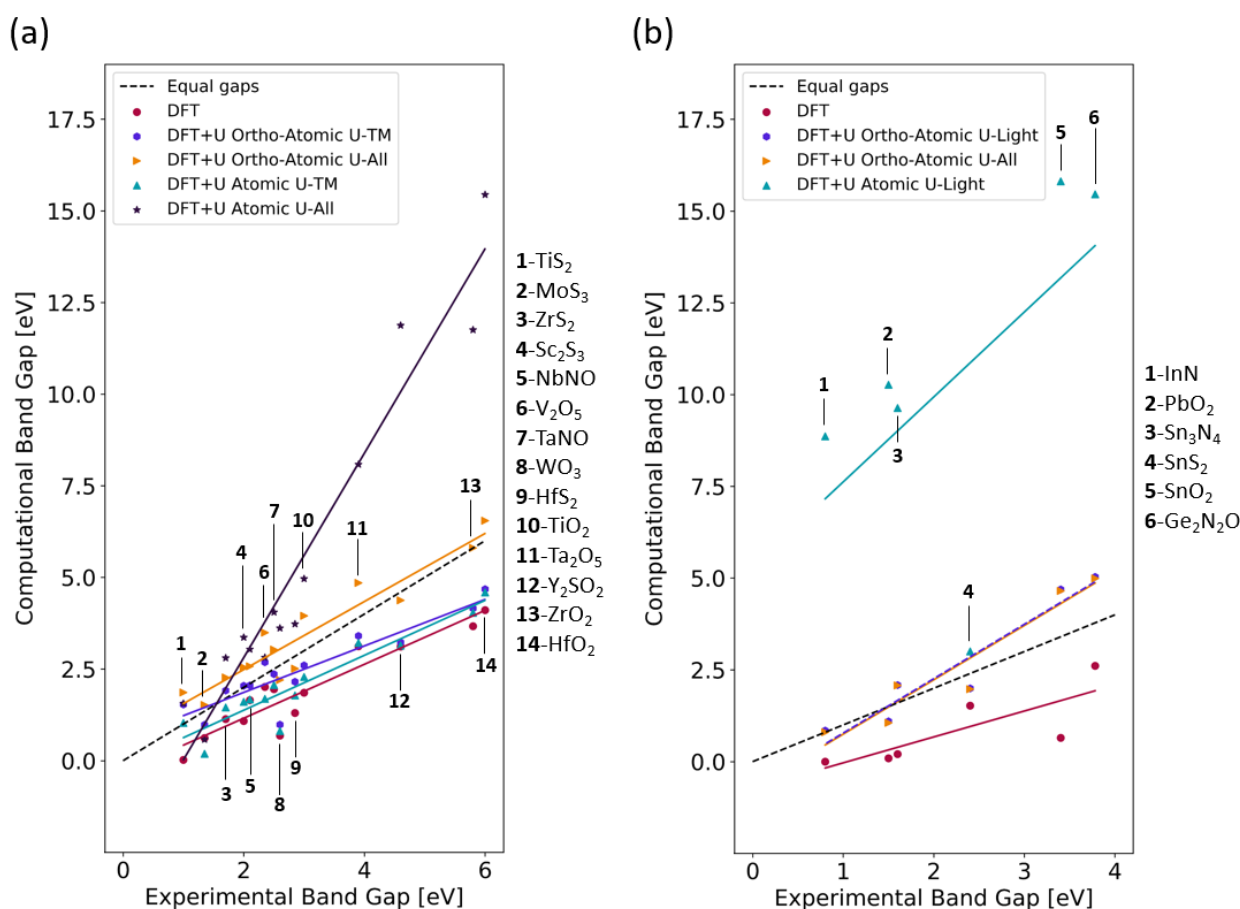 (a)
Equal gaps
DFT
DFT+U Ortho-Atomic U-TM
DFT+U Ortho-Atomic U-All
DFT+U Atomic U-TM
DFT+U Atomic U-All
Computational Band Gap [eV]
17.5
15.0
12.5
10.0
7.5
5.0
2.5
0.0
0
2
4
6
Experimental Band Gap [eV]
1
2
3
4
5
6
7
8
9
10
11
12
13
14
1-TiS₂
2-MoS₃
3-ZrS₂
4-Sc₂S₃
5-NbNO
6-V₂O₅
7-TaNO
8-WO₃
9-HfS₂
10-TiO₂
11-Ta₂O₅
12-Y₂SO₂
13-ZrO₂
14-HfO₂
(b)
Equal gaps
DFT
DFT+U Ortho-Atomic U-Light
DFT+U Ortho-Atomic U-All
DFT+U Atomic U-Light
Computational Band Gap [eV]
17.5
15.0
12.5
10.0
7.5
5.0
2.5
0.0
0
1
2
3
4
Experimental Band Gap [eV]
1
2
3
4
5
6
1-InN
2-PbO₂
3-Sn₃N₄
4-SnS₂
5-SnO₂
6-Ge₂N₂O